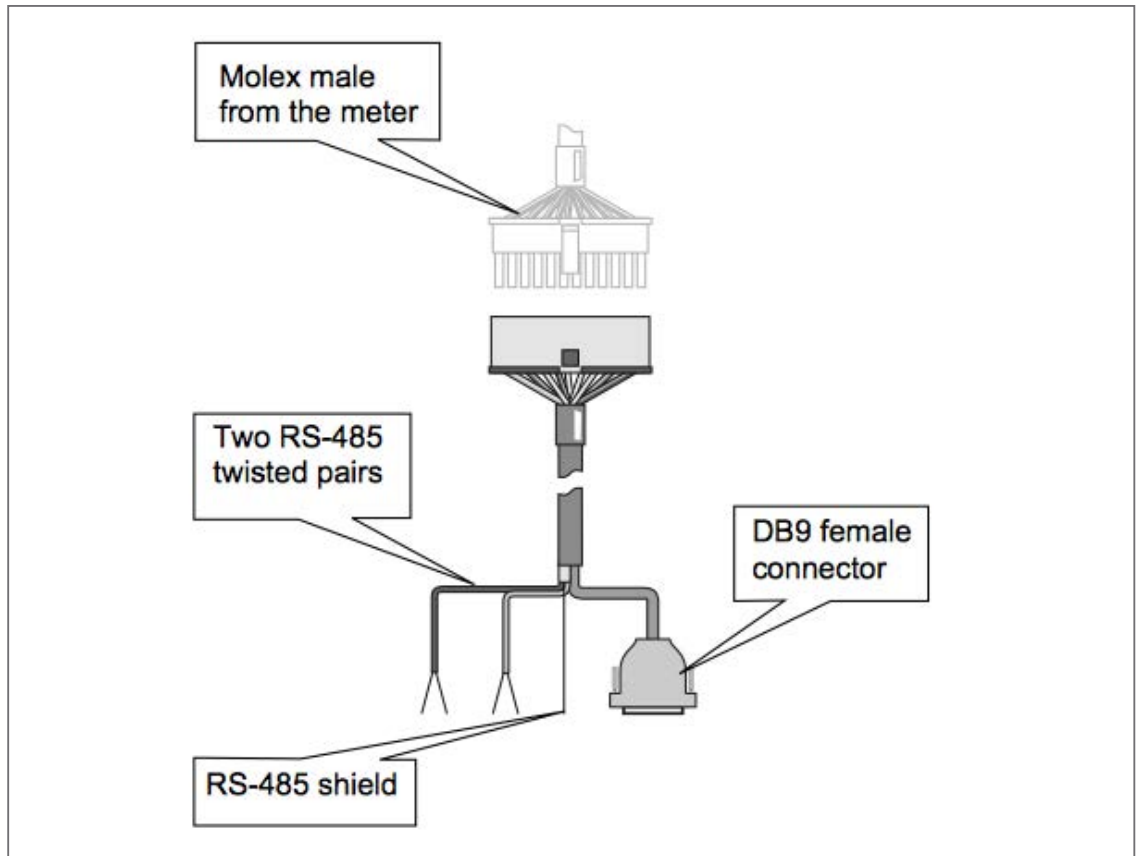 Molex male
from the meter
Two RS-485
twisted pairs
DB9 female
connector
RS-485 shield